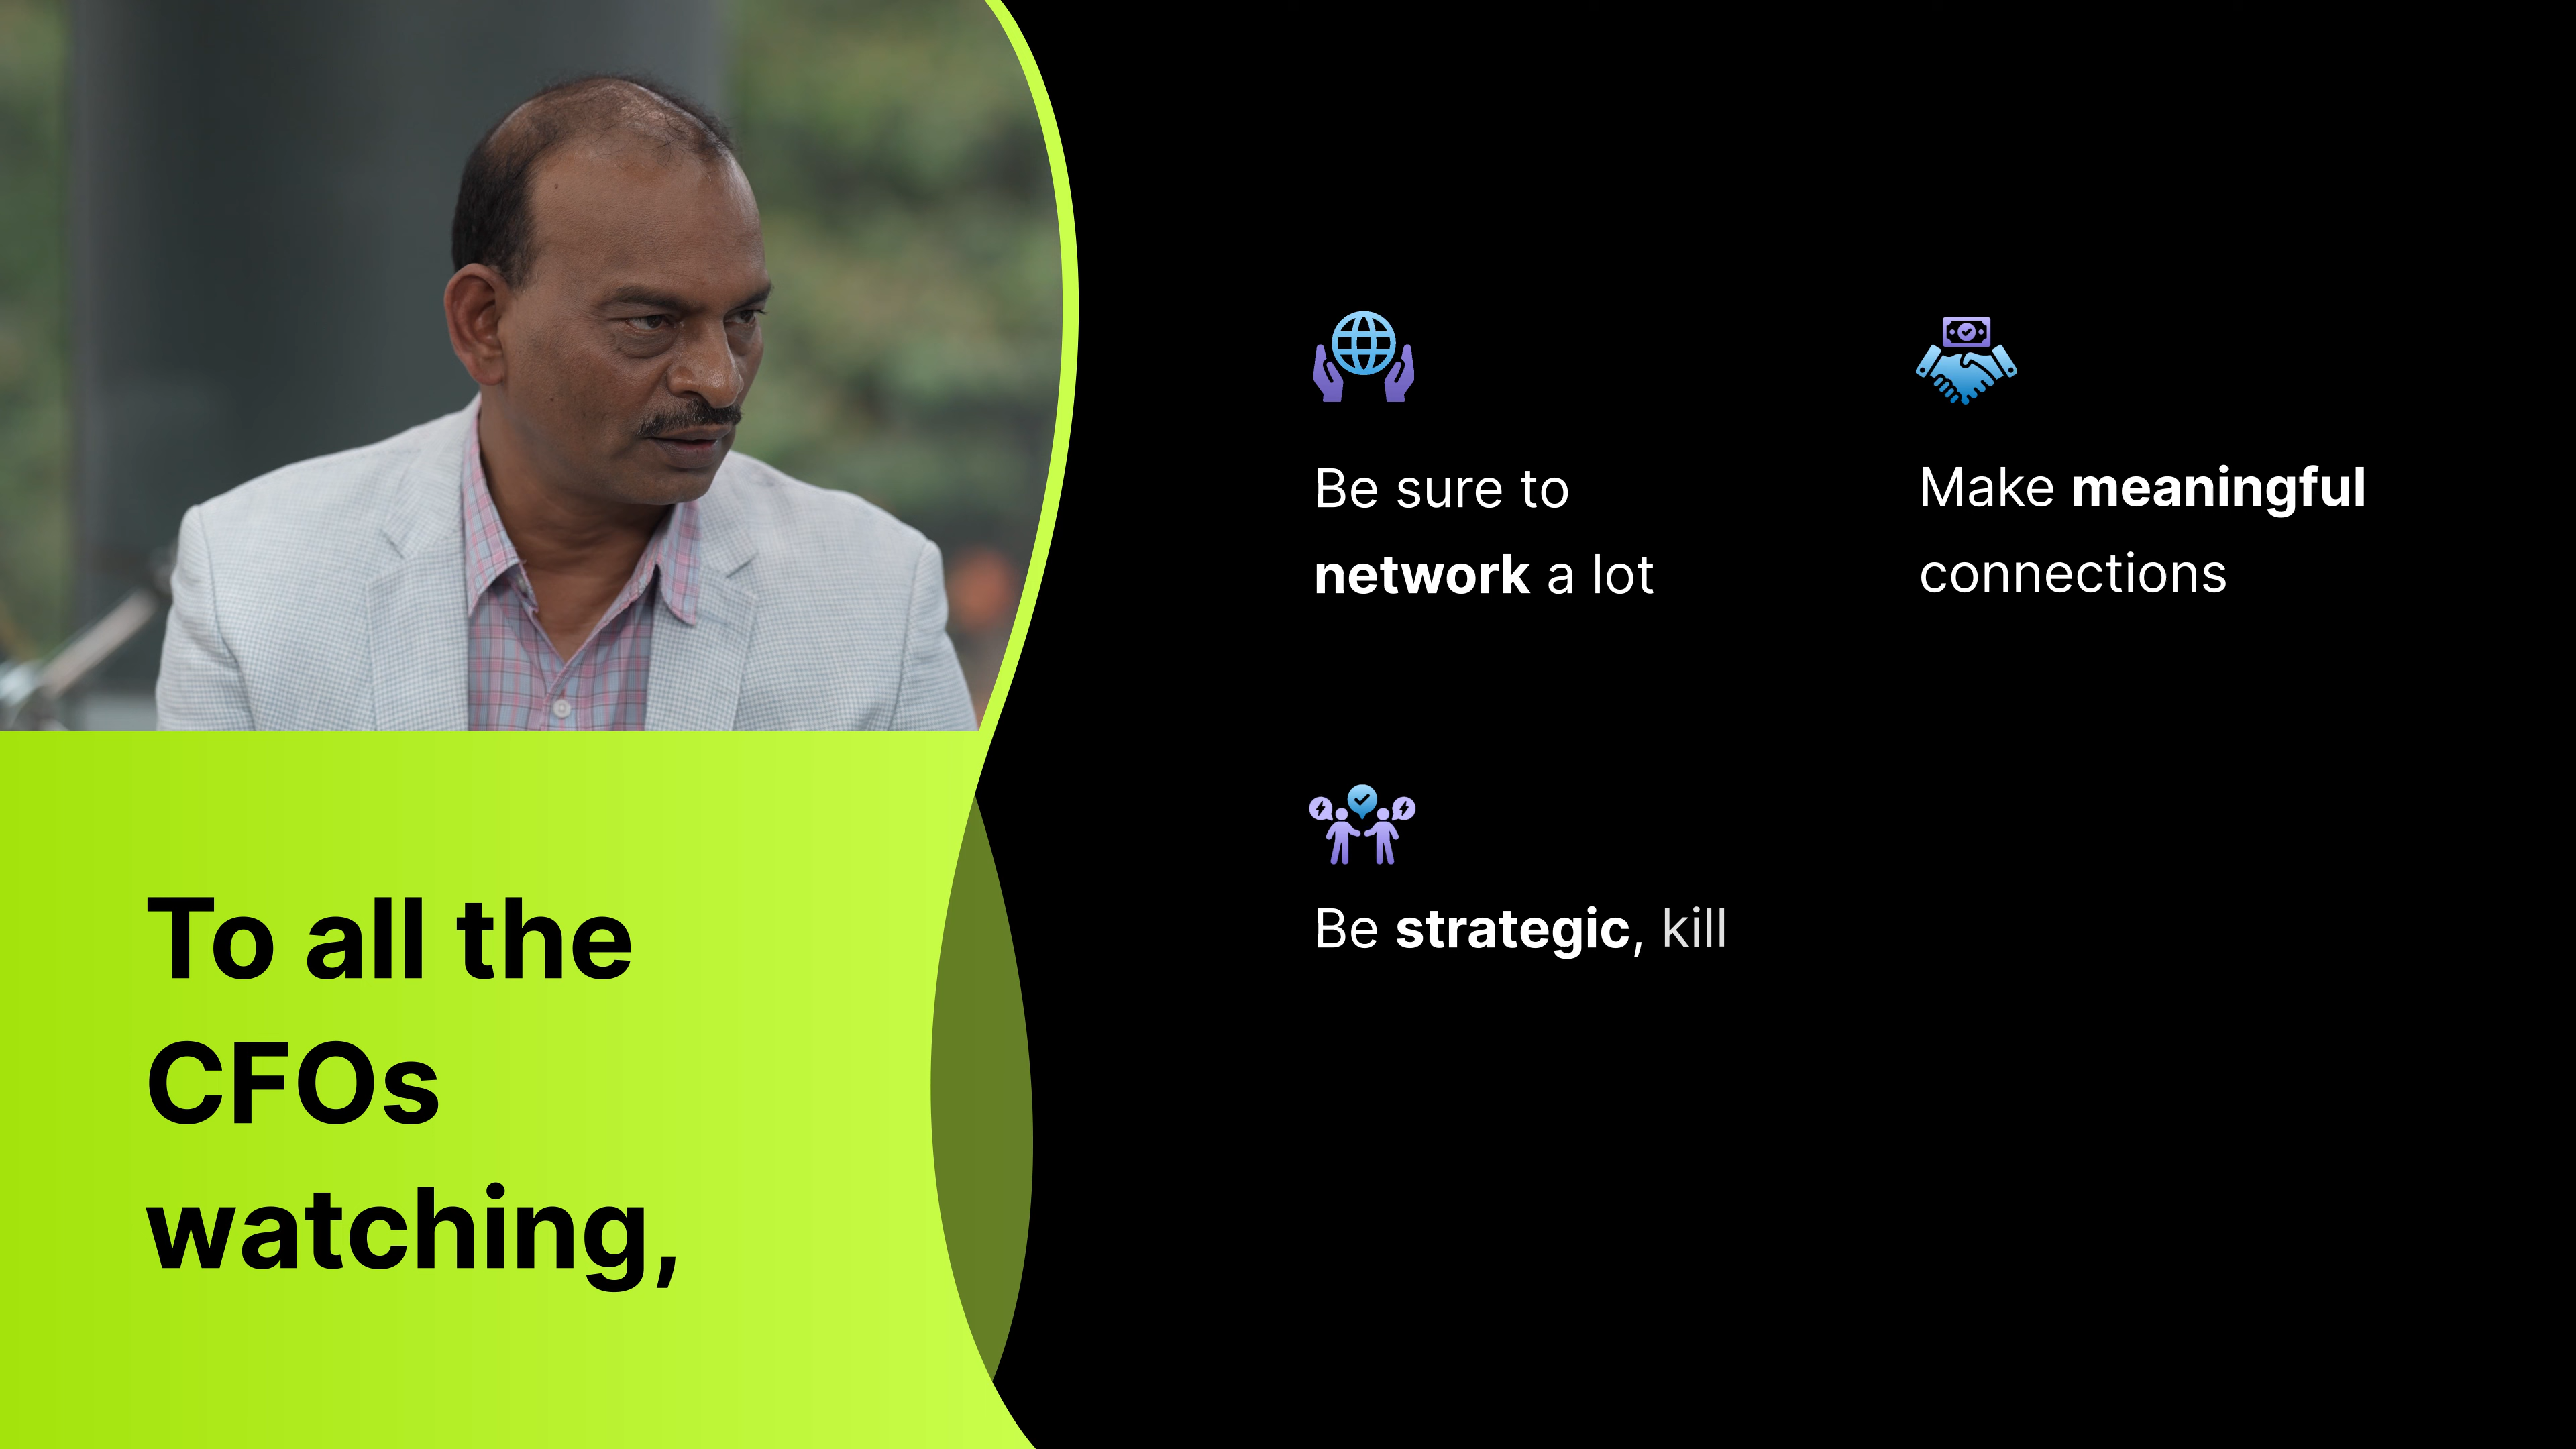 To all the
CFOs
watching,
Be sure to
network a lot
Make meaningful
connections
Be strategic, kill